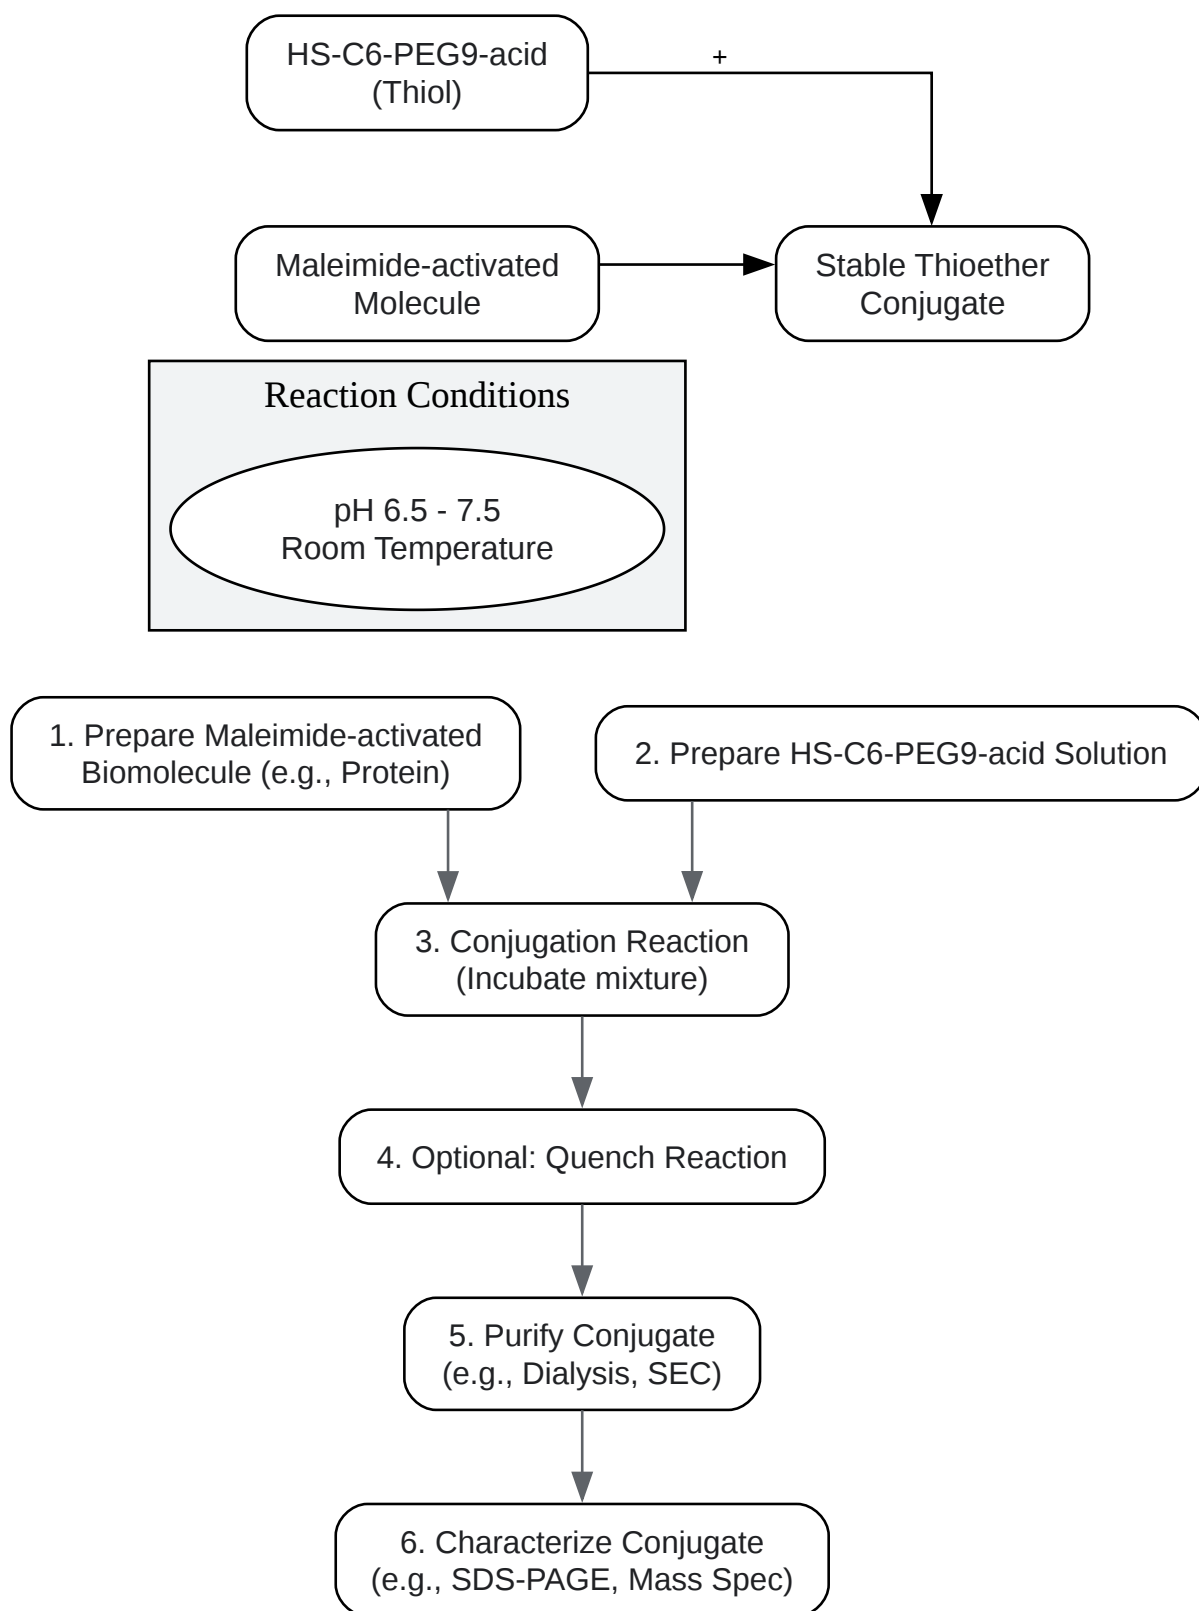 HS-C6-PEG9-acid
(Thiol)
+
Maleimide-activated
Molecule
Stable Thioether
Conjugate
Reaction Conditions
pH 6.5 - 7.5
Room Temperature
1. Prepare Maleimide-activated
Biomolecule (e.g., Protein)
2. Prepare HS-C6-PEG9-acid Solution
3. Conjugation Reaction
(Incubate mixture)
4. Optional: Quench Reaction
5. Purify Conjugate
(e.g., Dialysis, SEC)
6. Characterize Conjugate
(e.g., SDS-PAGE, Mass Spec)